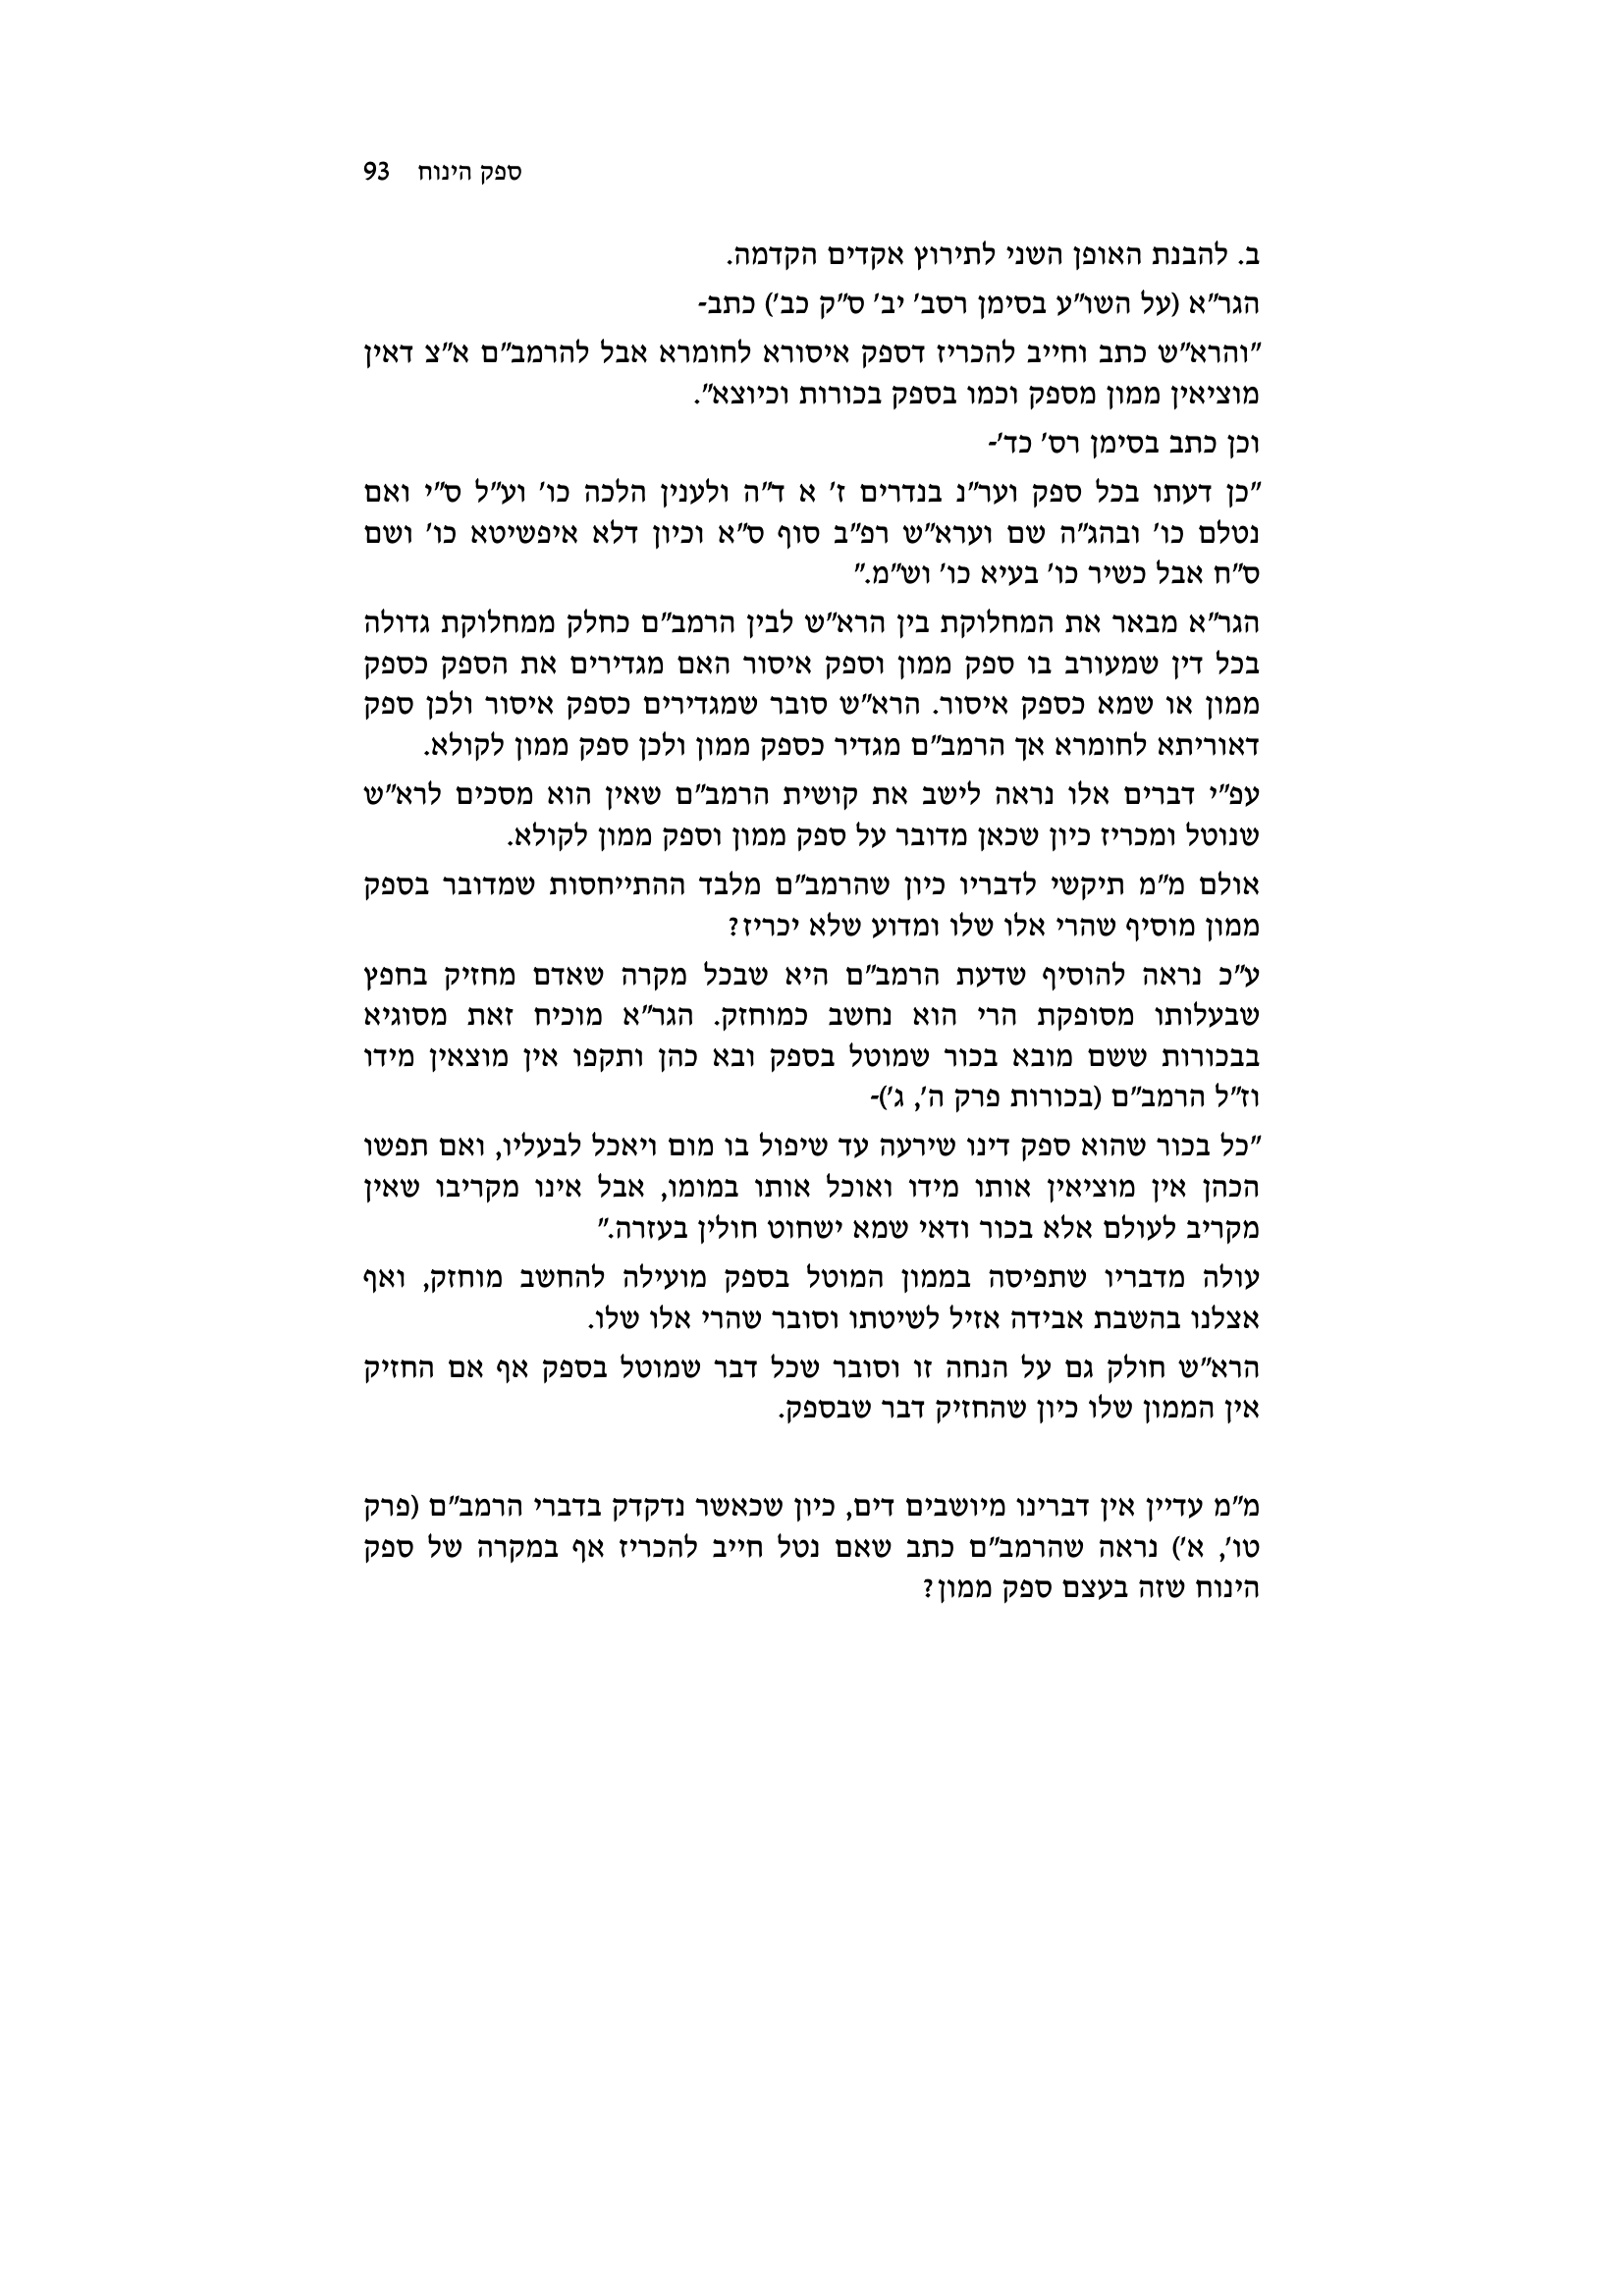 ספק הינוח 93
ב. להבנת האופן השני לתירוץ אקדים הקדמה.
הגר"א (על השו"ע בסימן רסב' יב' ס"ק כב') כתב-
"והרא"ש כתב וחייב להכריז דספק איסורא לחומרא אבל להרמב"ם א"צ דאין
מוציאין ממון מספק וכמו בספק בכורות וכיוצא".
וכן כתב בסימן רס' כד'-
"כן דעתו בכל ספק וער"נ בנדרים ז' א ד"ה ולענין הלכה כו' וע"ל ס"י ואם
נטלם כו' ובהג"ה שם וערא"ש רפ"ב סוף ס"א וכיון דלא איפשיטא כו' ושם
ס"ח אבל כשיר כו' בעיא כו' וש"מ."
הגר"א מבאר את המחלוקת בין הרא"ש לבין הרמב"ם כחלק ממחלוקת גדולה
בכל דין שמעורב בו ספק ממון וספק איסור האם מגדירים את הספק כספק
ממון או שמא כספק איסור. הרא"ש סובר שמגדירים כספק איסור ולכן ספק
דאוריתא לחומרא אך הרמב"ם מגדיר כספק ממון ולכן ספק ממון לקולא.
עפ"י דברים אלו נראה לישב את קושית הרמב"ם שאין הוא מסכים לרא"ש
שנוטל ומכריז כיון שכאן מדובר על ספק ממון וספק ממון לקולא.
אולם מ"מ תיקשי לדבריו כיון שהרמב"ם מלבד ההתייחסות שמדובר בספק
ממון מוסיף שהרי אלו שלו ומדוע שלא יכריז?
ע"כ נראה להוסיף שדעת הרמב"ם היא שבכל מקרה שאדם מחזיק בחפץ
שבעלותו מסופקת הרי הוא נחשב כמוחזק. הגר"א מוכיח זאת מסוגיא
בבכורות ששם מובא בכור שמוטל בספק ובא כהן ותקפו אין מוצאין מידו
וז"ל הרמב"ם (בכורות פרק ה', ג')-
"כל בכור שהוא ספק דינו שירעה עד שיפול בו מום ויאכל לבעליו, ואם תפשו
הכהן אין מוציאין אותו מידו ואוכל אותו במומו, אבל אינו מקריבו שאין
מקריב לעולם אלא בכור ודאי שמא ישחוט חולין בעזרה."
עולה מדבריו שתפיסה בממון המוטל בספק מועילה להחשב מוחזק, ואף
אצלנו בהשבת אבידה אזיל לשיטתו וסובר שהרי אלו שלו.
הרא"ש חולק גם על הנחה זו וסובר שכל דבר שמוטל בספק אף אם החזיק
אין הממון שלו כיון שהחזיק דבר שבספק.
מ"מ עדיין אין דברינו מיושבים דים, כיון שכאשר נדקדק בדברי הרמב"ם (פרק
טו', א') נראה שהרמב"ם כתב שאם נטל חייב להכריז אף במקרה של ספק
הינוח שזה בעצם ספק ממון?